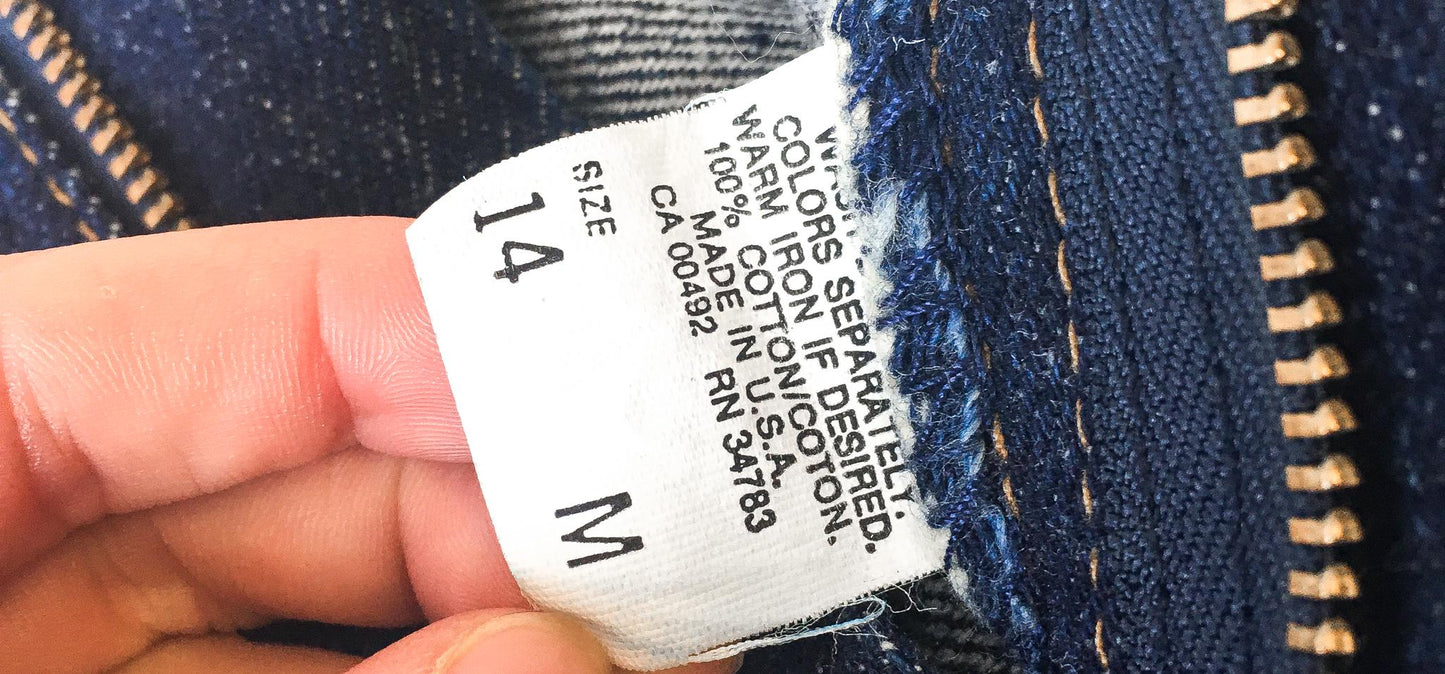 COLORS SEPARATELY.
WARM IRON IF DESIRED.
100% COTTON/COTON.
MADE IN U.S.A.
CA 00492 RN 34783
SIZE
14 M